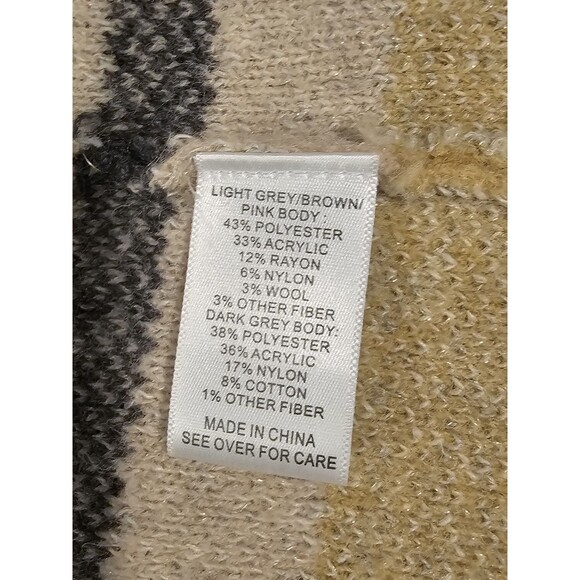 LIGHT GREY/BROWN/
PINK BODY :
43% POLYESTER
33% ACRYLIC
12% RAYON
6% NYLON
3% WOOL
3% OTHER FIBER
DARK GREY BODY:
38% POLYESTER
36% ACRYLIC
17% NYLON
8% COTTON
1% OTHER FIBER
MADE IN CHINA
SEE OVER FOR CARE